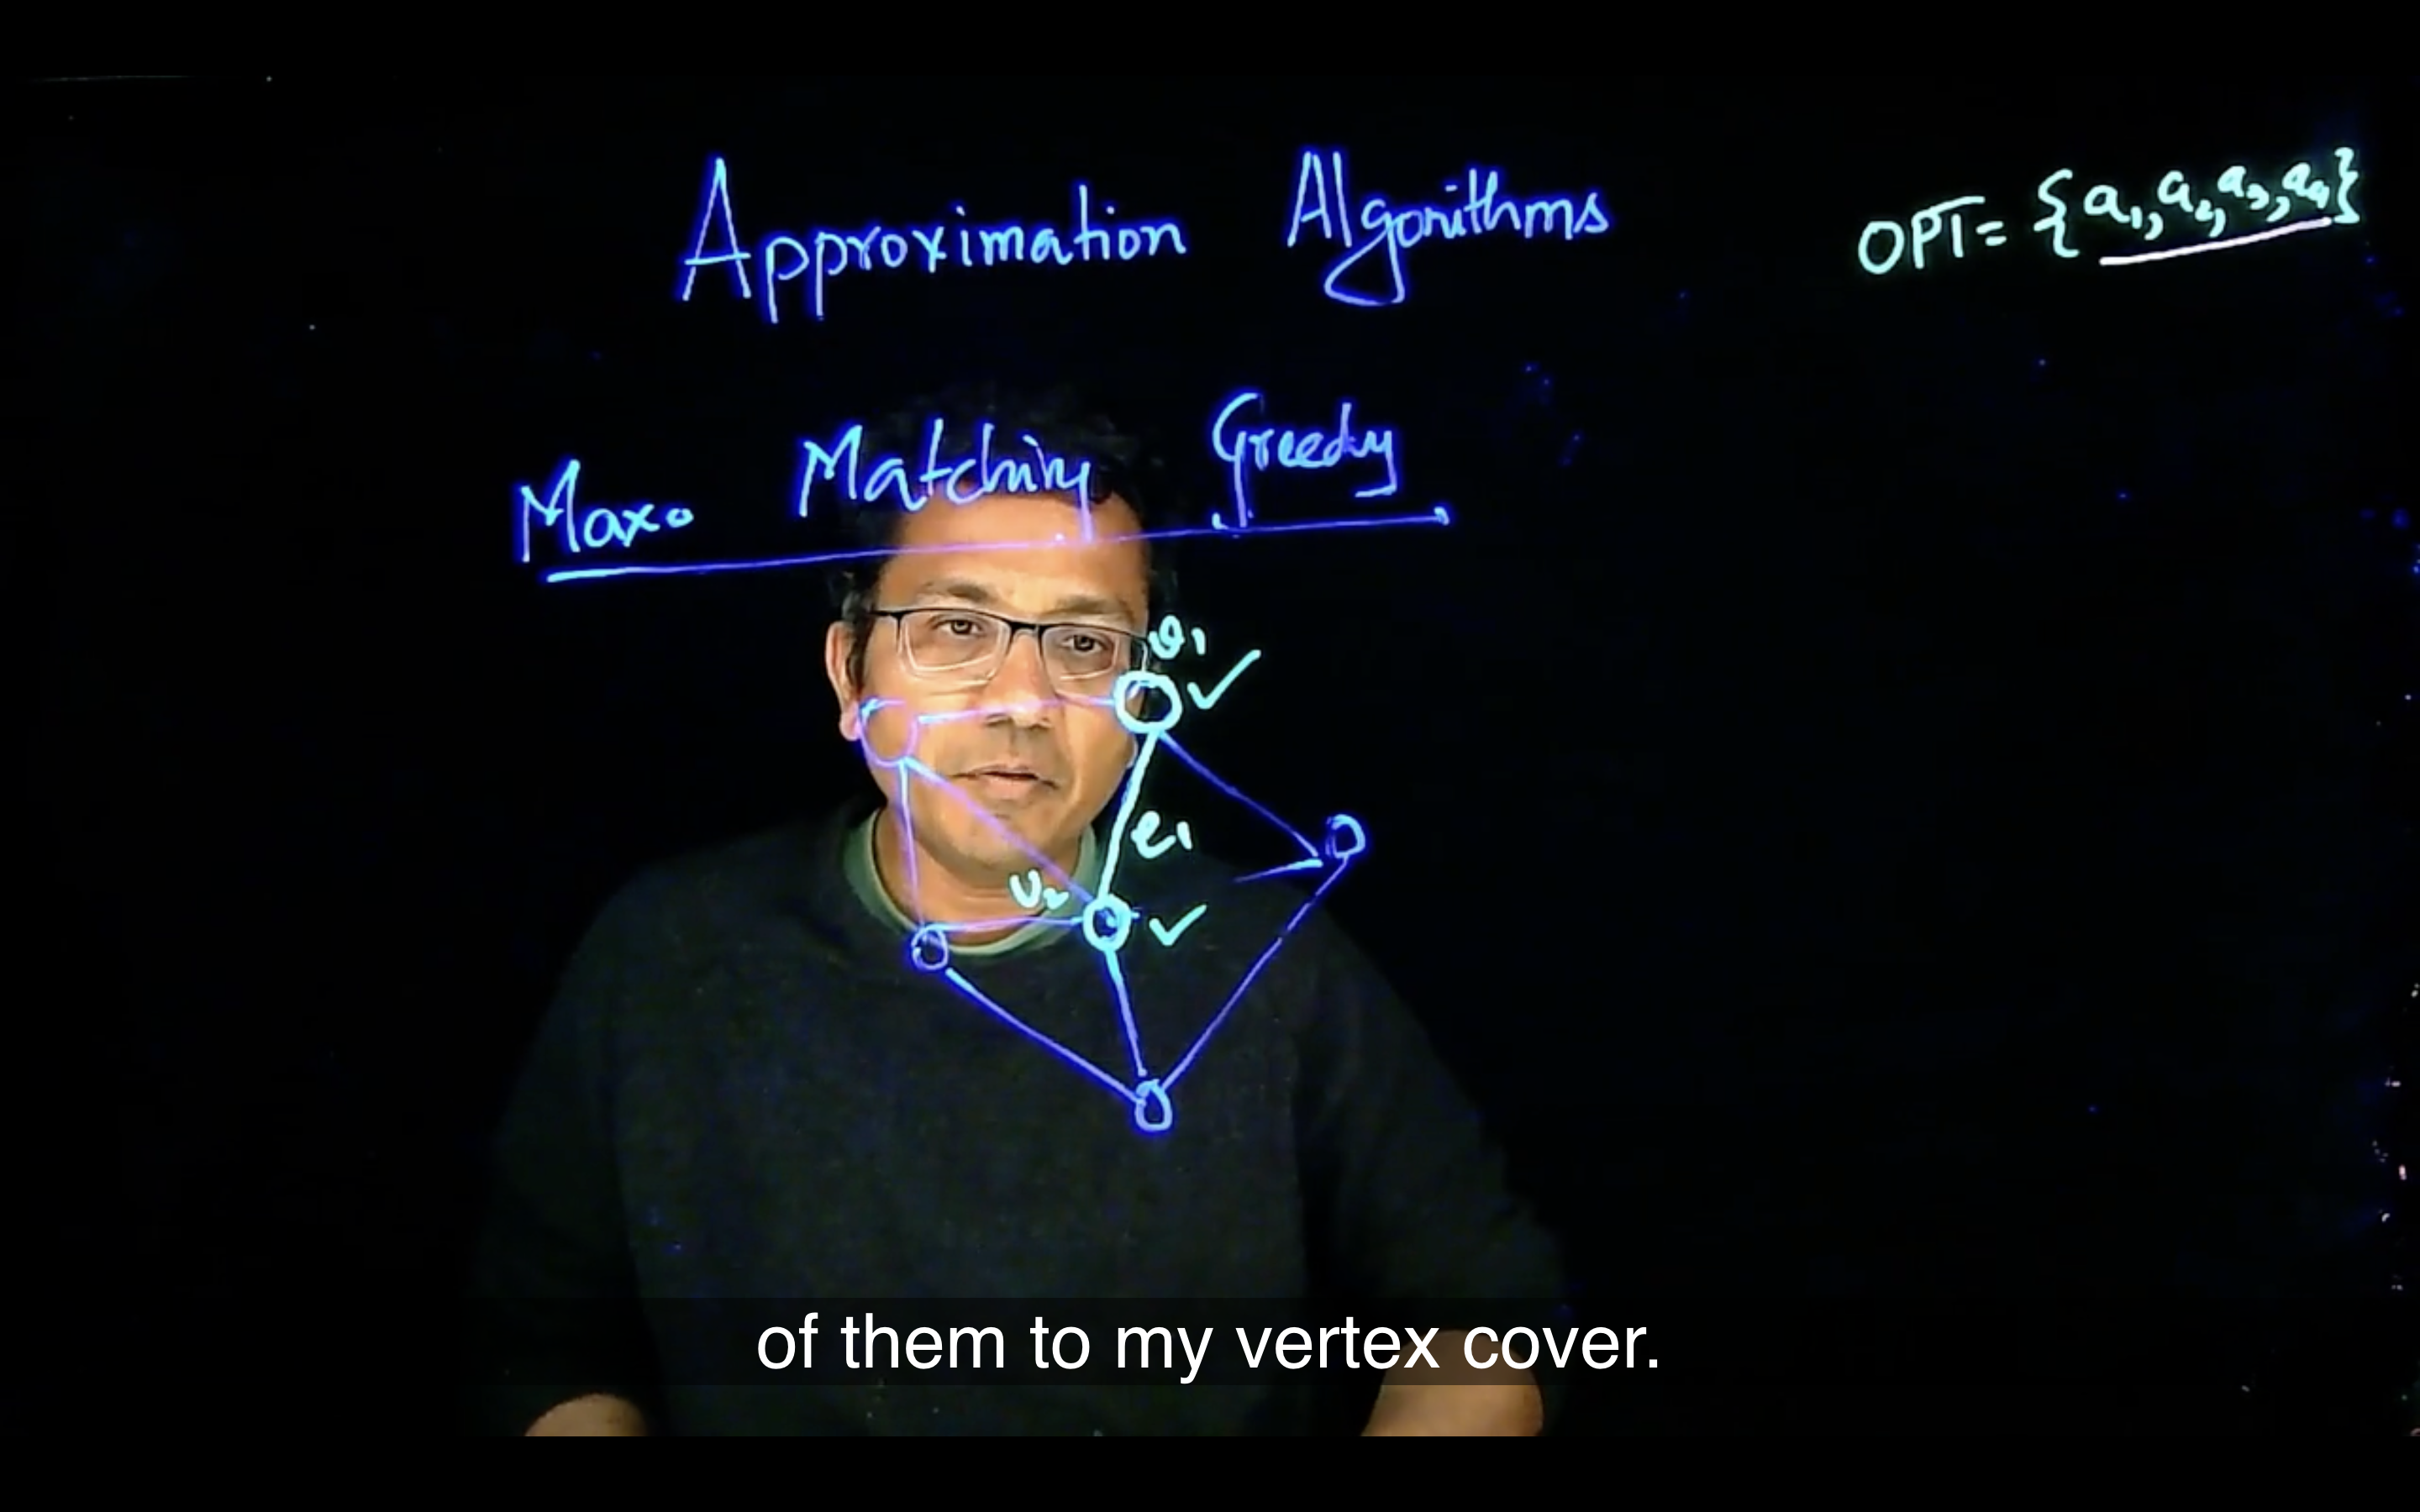 Approximation Algorithms
OPT= {a₁, a₂, a₃, a₄}
Max. Matching Greedy
v₁ ✓
e₁
v₂ ✓
of them to my vertex cover.